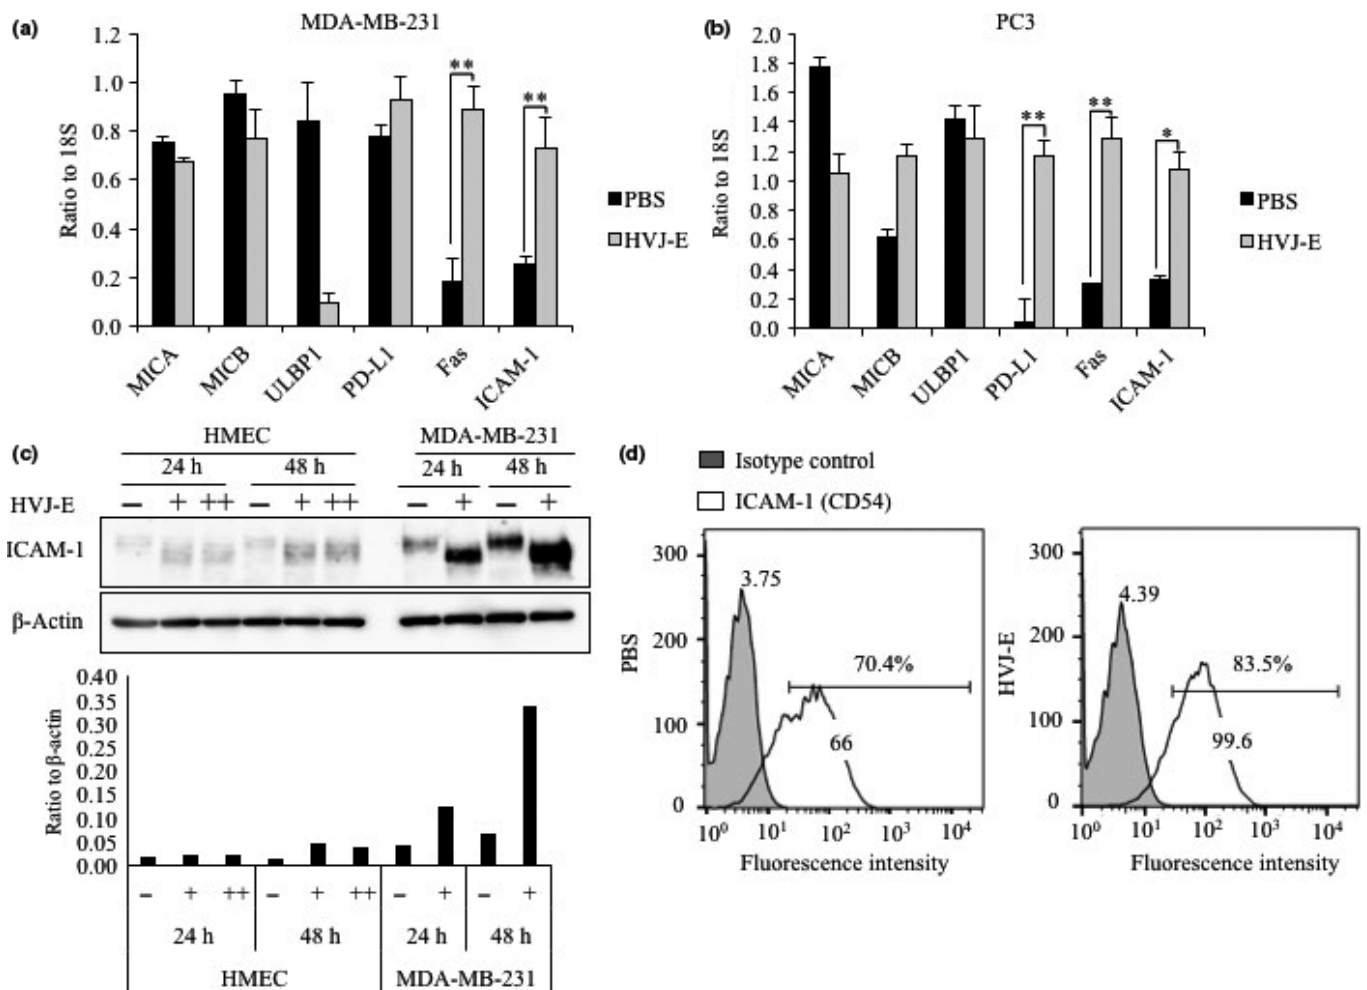 (a)
MDA-MB-231
Ratio to 18S
1.2
1.0
0.8
0.6
0.4
0.2
0.0
**
**
MICA
MICB
ULBP1
PD-L1
Fas
ICAM-1
PBS
HVJ-E
(b)
PC3
Ratio to 18S
2.0
1.8
1.6
1.4
1.2
1.0
0.8
0.6
0.4
0.2
0.0
**
**
*
MICA
MICB
ULBP1
PD-L1
Fas
ICAM-1
PBS
HVJ-E
(c)
HMEC MDA-MB-231
24 h 48 h 24 h 48 h
HVJ-E − + ++ − + ++ − + − +
ICAM-1
β-Actin
Ratio to β-actin
0.40
0.35
0.30
0.25
0.20
0.15
0.10
0.05
0.00
− + ++ − + ++ − + − +
24 h 48 h 24 h 48 h
HMEC MDA-MB-231
(d)
Isotype control
ICAM-1 (CD54)
PBS
300
200
100
0
3.75
70.4%
66
10⁰ 10¹ 10² 10³ 10⁴
Fluorescence intensity
HVJ-E
300
200
100
0
4.39
83.5%
99.6
10⁰ 10¹ 10² 10³ 10⁴
Fluorescence intensity